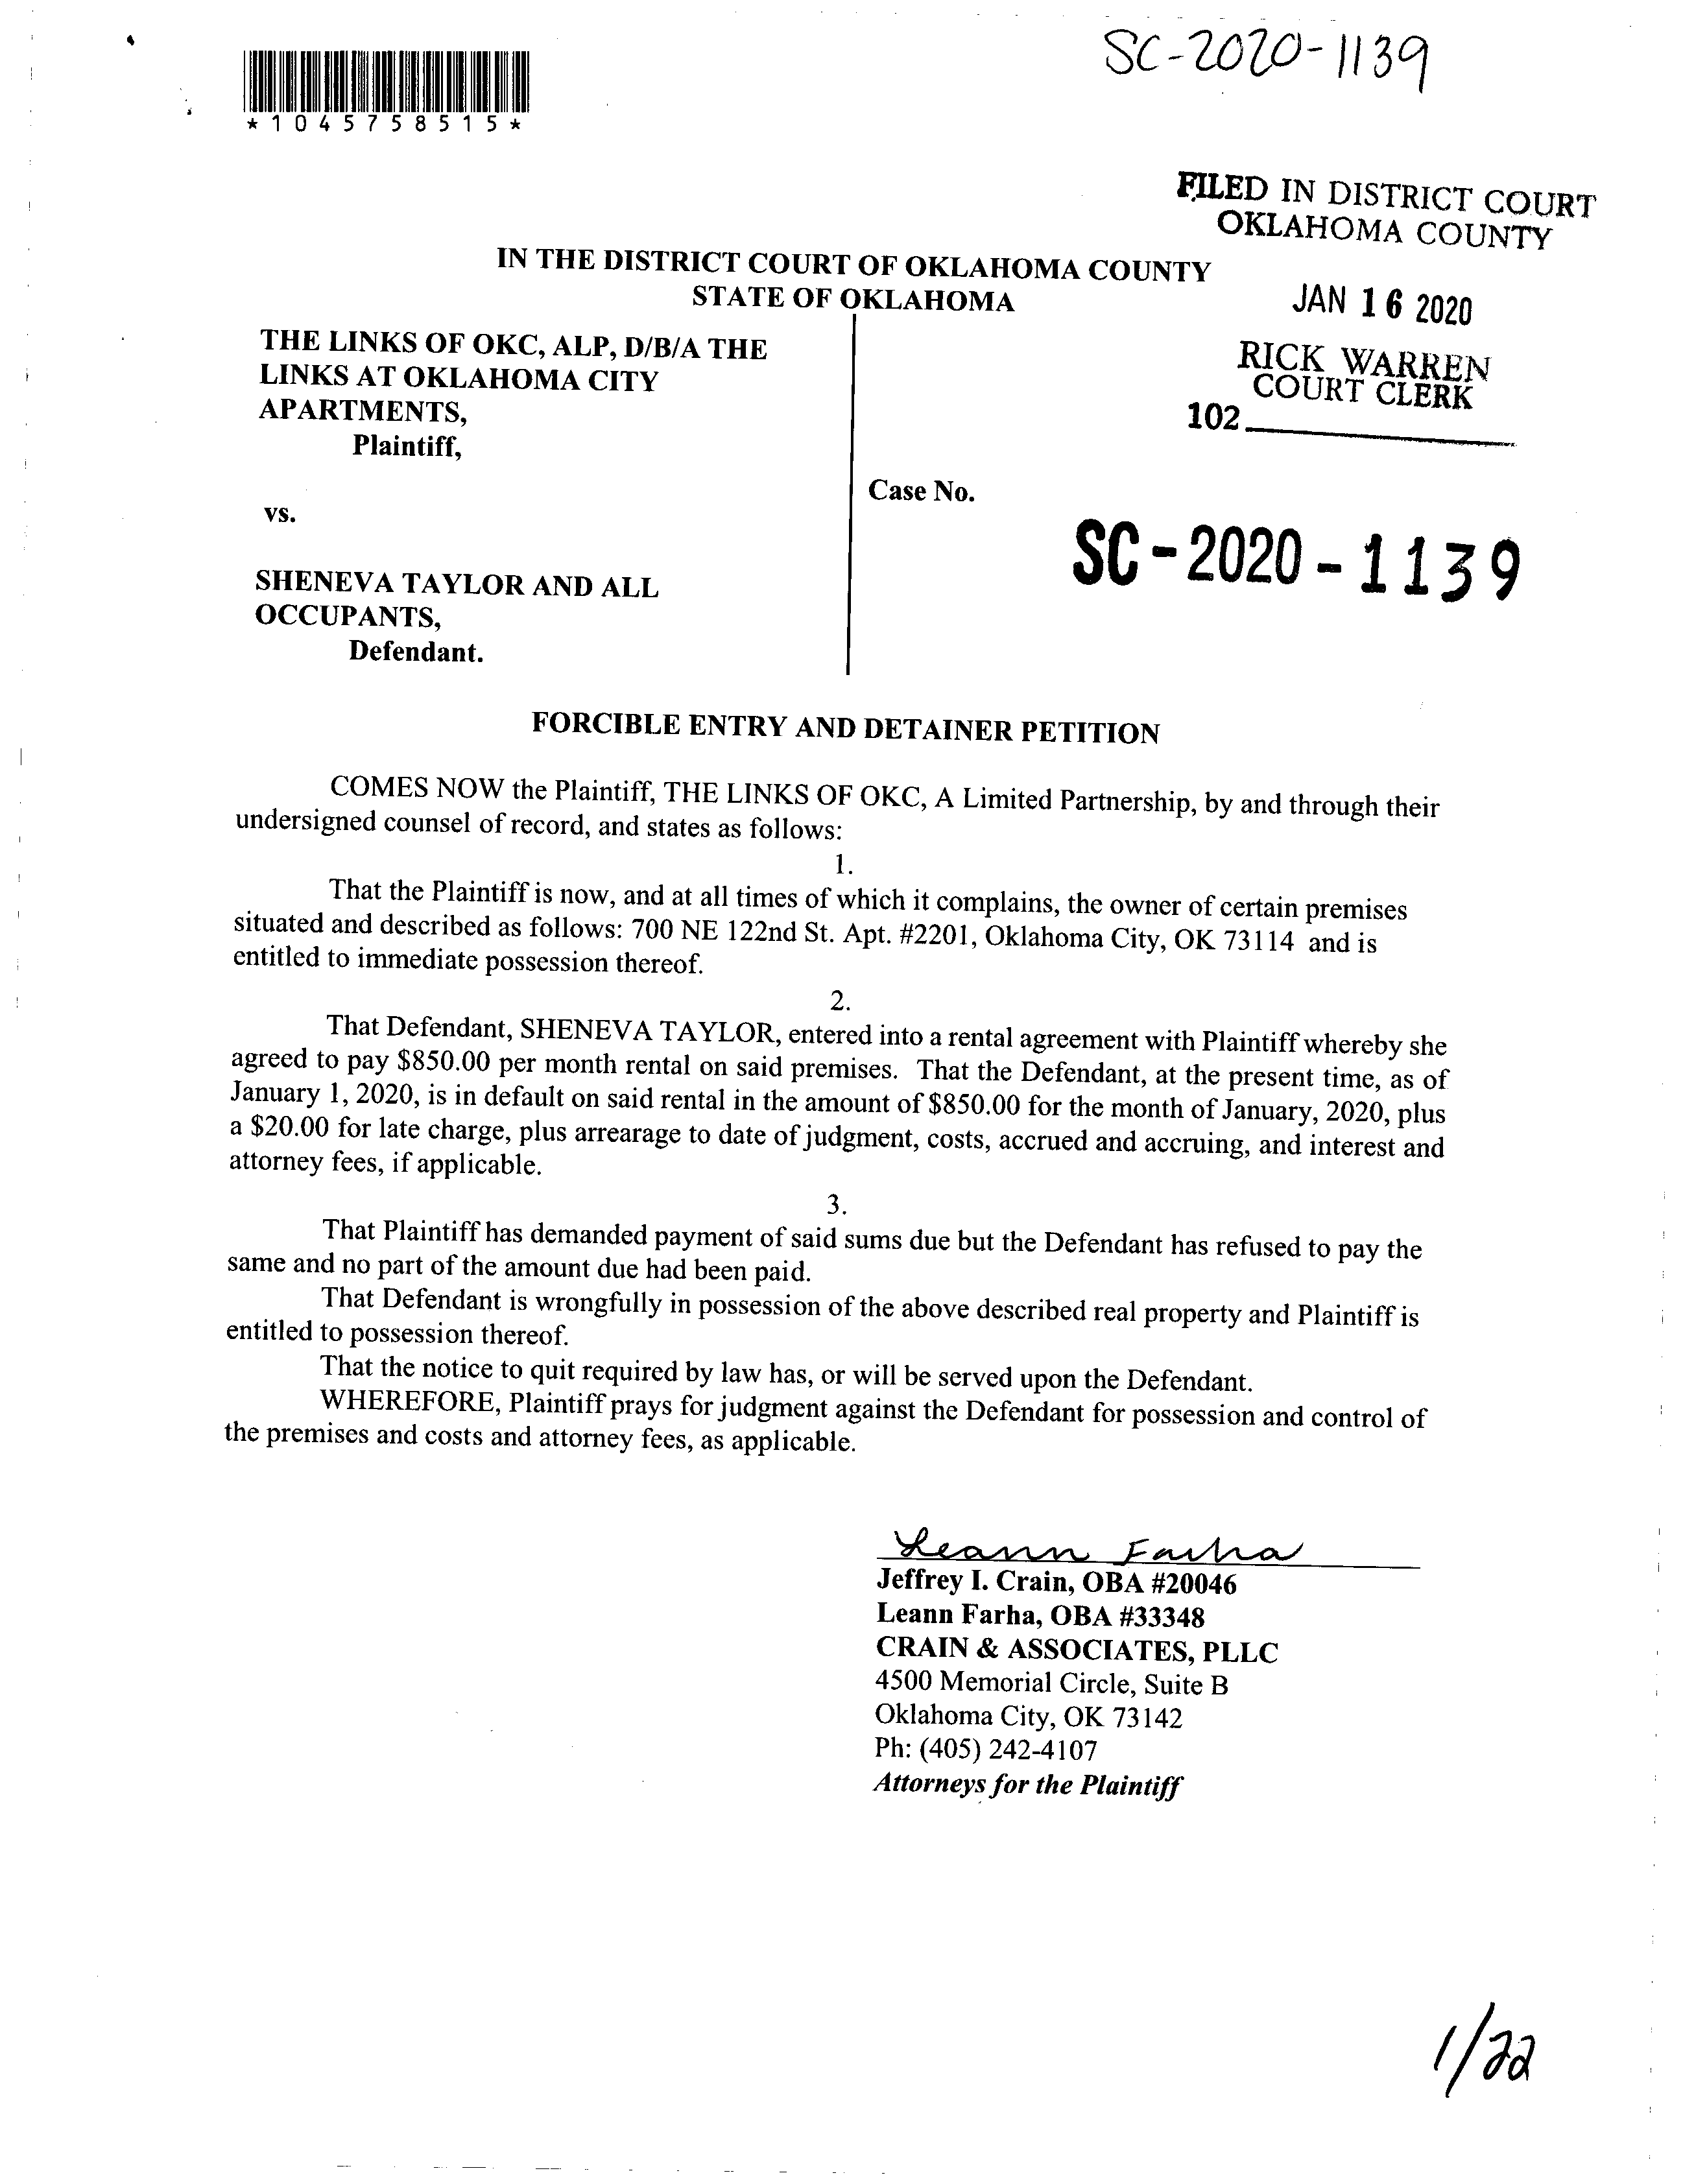 SC-2020-1139
*1045758515*
FILED IN DISTRICT COURT
OKLAHOMA COUNTY
IN THE DISTRICT COURT OF OKLAHOMA COUNTY
STATE OF OKLAHOMA
JAN 16 2020
RICK WARREN
COURT CLERK
102
THE LINKS OF OKC, ALP, D/B/A THE
LINKS AT OKLAHOMA CITY
APARTMENTS,
Plaintiff,
vs.
SHENEVA TAYLOR AND ALL
OCCUPANTS,
Defendant.
Case No.
SC-2020-1139
FORCIBLE ENTRY AND DETAINER PETITION
COMES NOW the Plaintiff, THE LINKS OF OKC, A Limited Partnership, by and through their
undersigned counsel of record, and states as follows:
1.
That the Plaintiff is now, and at all times of which it complains, the owner of certain premises
situated and described as follows: 700 NE 122nd St. Apt. #2201, Oklahoma City, OK 73114 and is
entitled to immediate possession thereof.
2.
That Defendant, SHENEVA TAYLOR, entered into a rental agreement with Plaintiff whereby she
agreed to pay $850.00 per month rental on said premises. That the Defendant, at the present time, as of
January 1, 2020, is in default on said rental in the amount of $850.00 for the month of January, 2020, plus
a $20.00 for late charge, plus arrearage to date of judgment, costs, accrued and accruing, and interest and
attorney fees, if applicable.
3.
That Plaintiff has demanded payment of said sums due but the Defendant has refused to pay the
same and no part of the amount due had been paid.
That Defendant is wrongfully in possession of the above described real property and Plaintiff is
entitled to possession thereof.
That the notice to quit required by law has, or will be served upon the Defendant.
WHEREFORE, Plaintiff prays for judgment against the Defendant for possession and control of
the premises and costs and attorney fees, as applicable.
Leann Farha
Jeffrey I. Crain, OBA #20046
Leann Farha, OBA #33348
CRAIN & ASSOCIATES, PLLC
4500 Memorial Circle, Suite B
Oklahoma City, OK 73142
Ph: (405) 242-4107
Attorneys for the Plaintiff
1/22